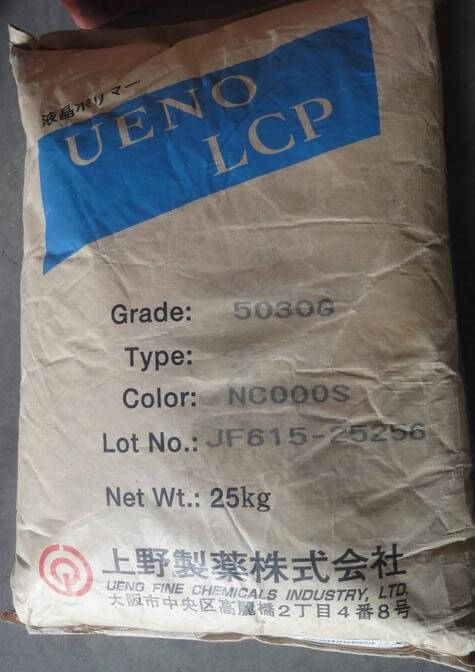 液晶ポリマー
UENO
LCP
Grade: 5030G
Type:
Color: NC000S
Lot No.: JF615-25256
Net Wt.: 25kg
上野製薬株式会社
UENO FINE CHEMICALS INDUSTRY, LTD.
大阪市中央区高麗橋2丁目4番8号